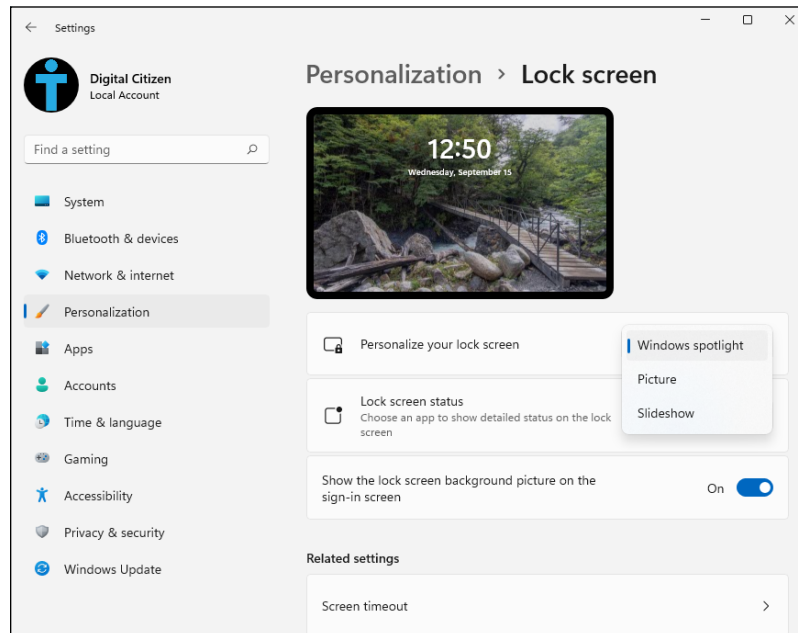 Settings
Digital Citizen
Local Account
Find a setting
System
Bluetooth & devices
Network & internet
Personalization
Apps
Accounts
Time & language
Gaming
Accessibility
Privacy & security
Windows Update
Personalization > Lock screen
12:50
Wednesday, September 15
Personalize your lock screen
Windows spotlight
Picture
Slideshow
Lock screen status
Choose an app to show detailed status on the lock
screen
Show the lock screen background picture on the
sign-in screen
On
Related settings
Screen timeout